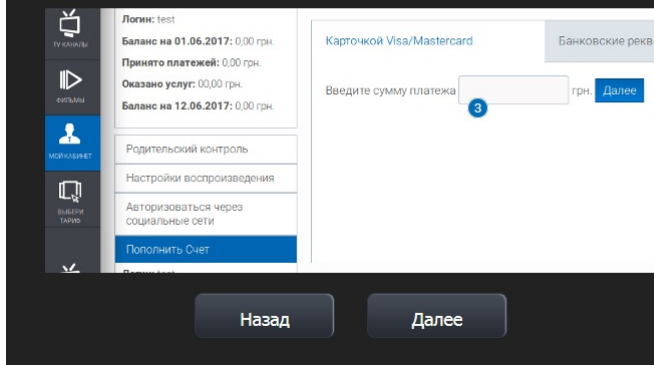 TV КАНАЛЫ
ФИЛЬМЫ
МОЙ КАБИНЕТ
ВЫБЕРИ
ТАРИФ
Логин: test
Баланс на 01.06.2017: 0,00 грн.
Принято платежей: 0,00 грн.
Оказано услуг: 00,00 грн.
Баланс на 12.06.2017: 0,00 грн.
Родительский контроль
Настройки воспроизведения
Авторизоваться через
социальные сети
Пополнить Счет
Карточкой Visa/Mastercard
Банковские рекв
Введите сумму платежа
3
грн.
Далее
Назад
Далее